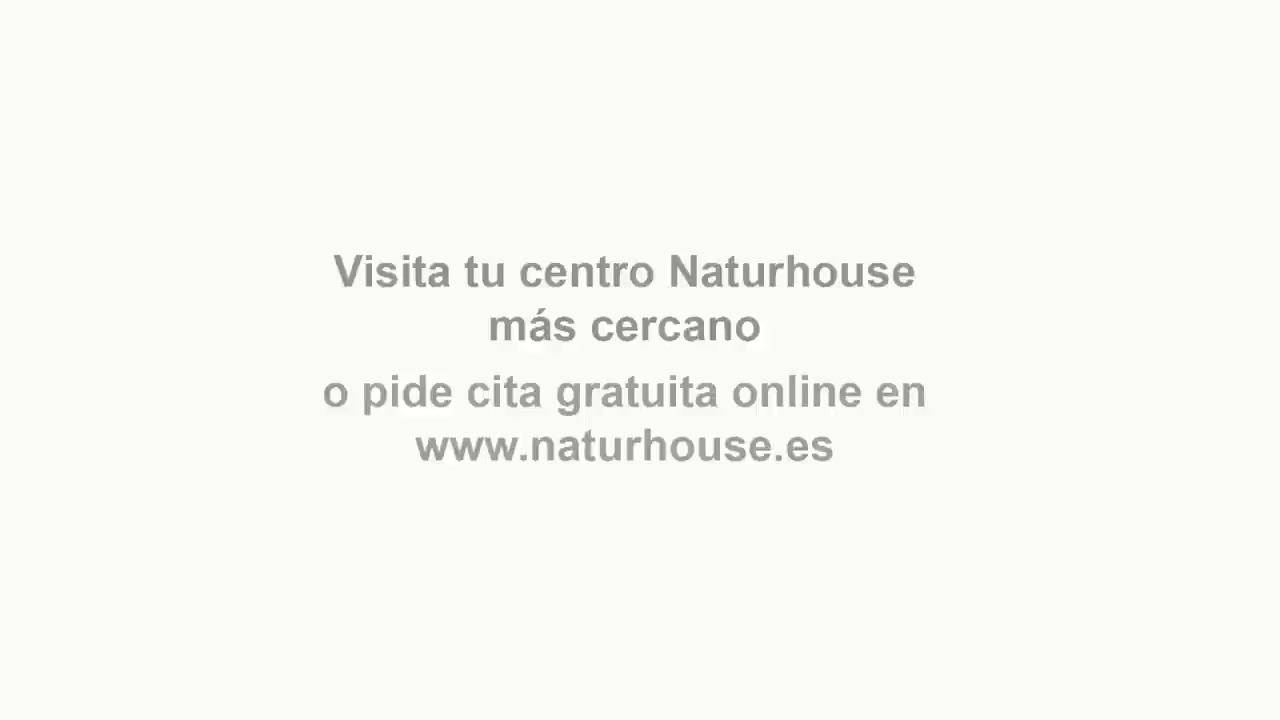 Visita tu centro Naturhouse
más cercano
o pide cita gratuita online en
www.naturhouse.es